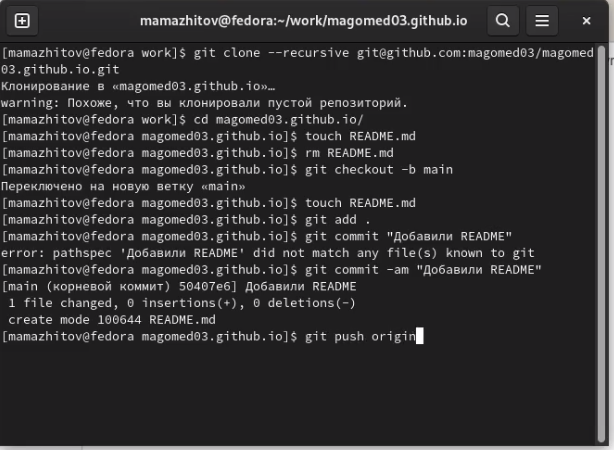 mamazhitov@fedora:~/work/magomed03.github.io
[mamazhitov@fedora work]$ git clone --recursive git@github.com:magomed03/magomed
03.github.io.git
Клонирование в «magomed03.github.io»…
warning: Похоже, что вы клонировали пустой репозиторий.
[mamazhitov@fedora work]$ cd magomed03.github.io/
[mamazhitov@fedora magomed03.github.io]$ touch README.md
[mamazhitov@fedora magomed03.github.io]$ rm README.md
[mamazhitov@fedora magomed03.github.io]$ git checkout -b main
Переключено на новую ветку «main»
[mamazhitov@fedora magomed03.github.io]$ touch README.md
[mamazhitov@fedora magomed03.github.io]$ git add .
[mamazhitov@fedora magomed03.github.io]$ git commit "Добавили README"
error: pathspec 'Добавили README' did not match any file(s) known to git
[mamazhitov@fedora magomed03.github.io]$ git commit -am "Добавили README"
[main (корневой коммит) 50407e6] Добавили README
 1 file changed, 0 insertions(+), 0 deletions(-)
 create mode 100644 README.md
[mamazhitov@fedora magomed03.github.io]$ git push origin